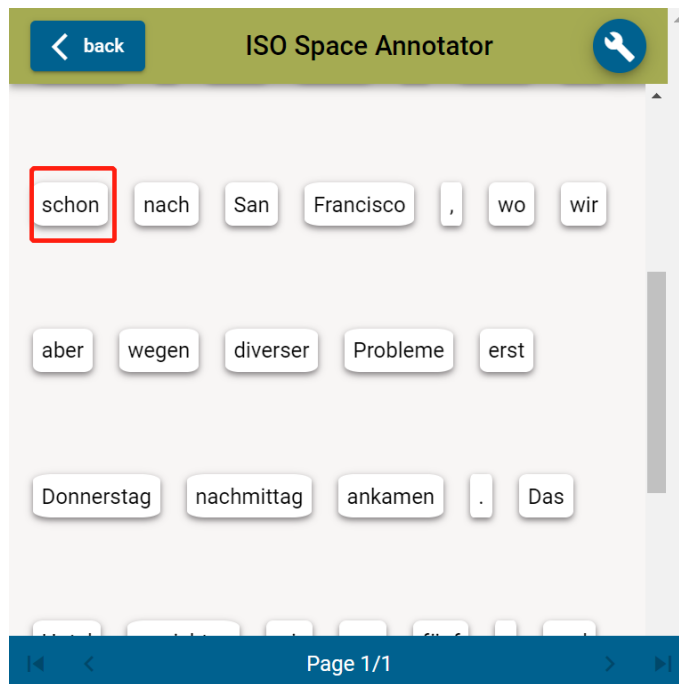 back ISO Space Annotator
schon nach San Francisco , wo wir
aber wegen diverser Probleme erst
Donnerstag nachmittag ankamen . Das
Page 1/1